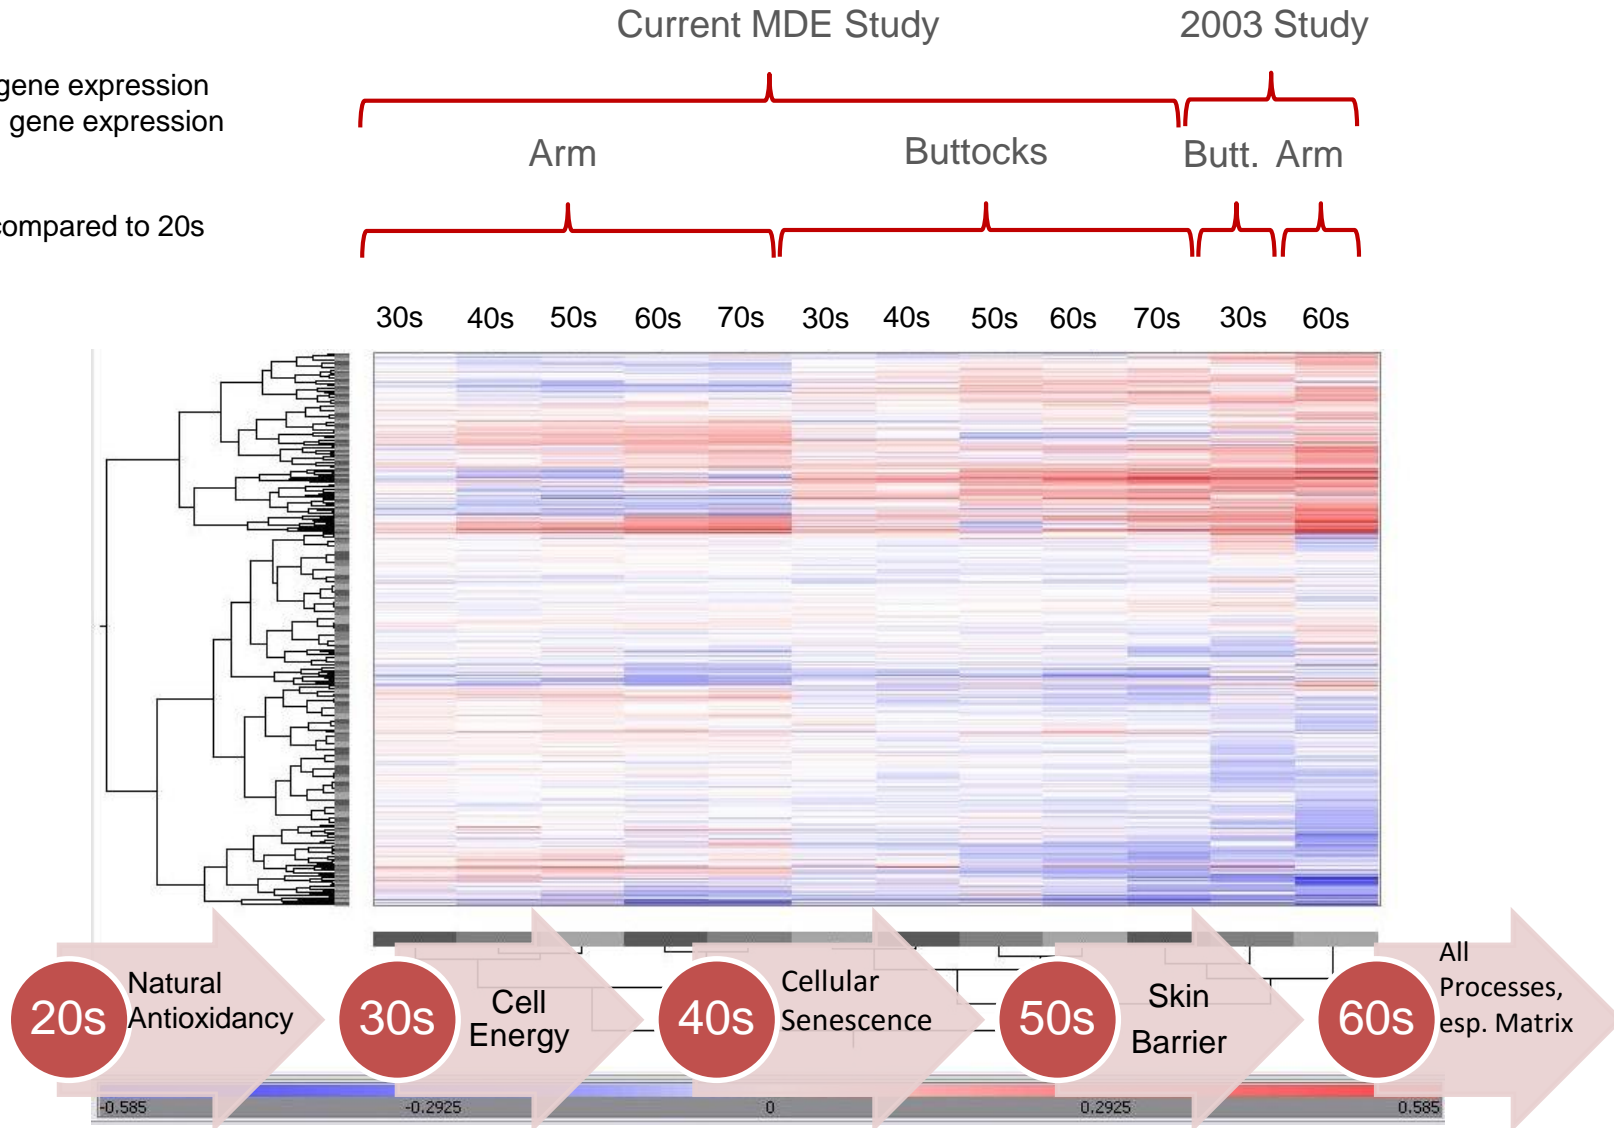 Current MDE Study
2003 Study
gene expression
gene expression
Arm
Buttocks
Butt. Arm
compared to 20s
30s 40s 50s 60s 70s 30s 40s 50s 60s 70s 30s 60s
20s
Natural
Antioxidancy
30s
Cell
Energy
40s
Cellular
Senescence
50s
Skin
Barrier
60s
All
Processes,
esp. Matrix
-0.585 -0.2925 0 0.2925 0.585